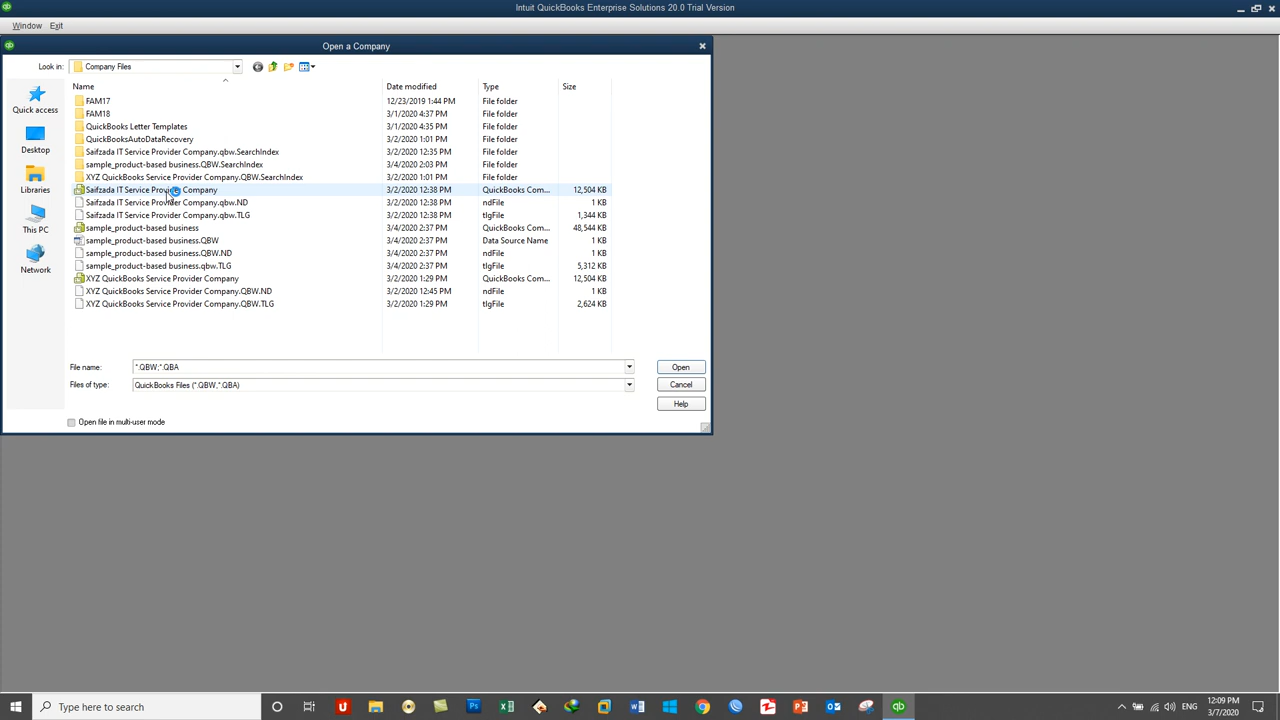 Intuit QuickBooks Enterprise Solutions 20.0 Trial Version
Window Exit
Open a Company
Look in: Company Files
Name Date modified Type Size
FAM17 12/23/2019 1:44 PM File folder
FAM18 3/1/2020 4:37 PM File folder
QuickBooks Letter Templates 3/1/2020 4:35 PM File folder
QuickBooksAutoDataRecovery 3/2/2020 1:01 PM File folder
Saifzada IT Service Provider Company.qbw.SearchIndex 3/2/2020 12:35 PM File folder
sample_product-based business.QBW.SearchIndex 3/4/2020 2:03 PM File folder
XYZ QuickBooks Service Provider Company.QBW.SearchIndex 3/2/2020 1:01 PM File folder
Saifzada IT Service Provider Company 3/2/2020 12:38 PM QuickBooks Com... 12,504 KB
Saifzada IT Service Provider Company.qbw.ND 3/2/2020 12:38 PM ndFile 1 KB
Saifzada IT Service Provider Company.qbw.TLG 3/2/2020 12:38 PM tlgFile 1,344 KB
sample_product-based business 3/4/2020 2:37 PM QuickBooks Com... 48,544 KB
sample_product-based business.QBW 3/4/2020 2:37 PM Data Source Name 1 KB
sample_product-based business.QBW.ND 3/4/2020 2:37 PM ndFile 1 KB
sample_product-based business.qbw.TLG 3/4/2020 2:37 PM tlgFile 5,312 KB
XYZ QuickBooks Service Provider Company 3/2/2020 1:29 PM QuickBooks Com... 12,504 KB
XYZ QuickBooks Service Provider Company.QBW.ND 3/2/2020 12:45 PM ndFile 1 KB
XYZ QuickBooks Service Provider Company.QBW.TLG 3/2/2020 1:29 PM tlgFile 2,624 KB
Quick access
Desktop
Libraries
This PC
Network
File name: *.QBW;*.QBA Open
Files of type: QuickBooks Files (*.QBW,*.QBA) Cancel
Help
Open file in multi-user mode
Type here to search
ENG
12:09 PM
3/7/2020